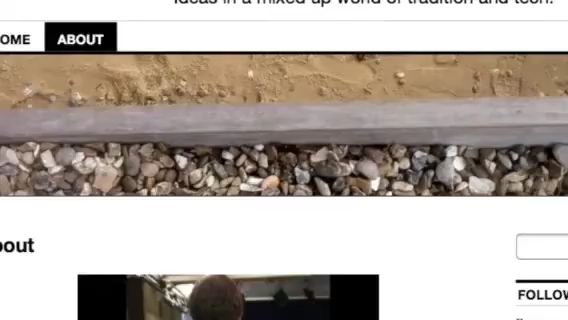 Ideas in a mixed up world of tradition and tech.
OME
ABOUT
bout
FOLLOW